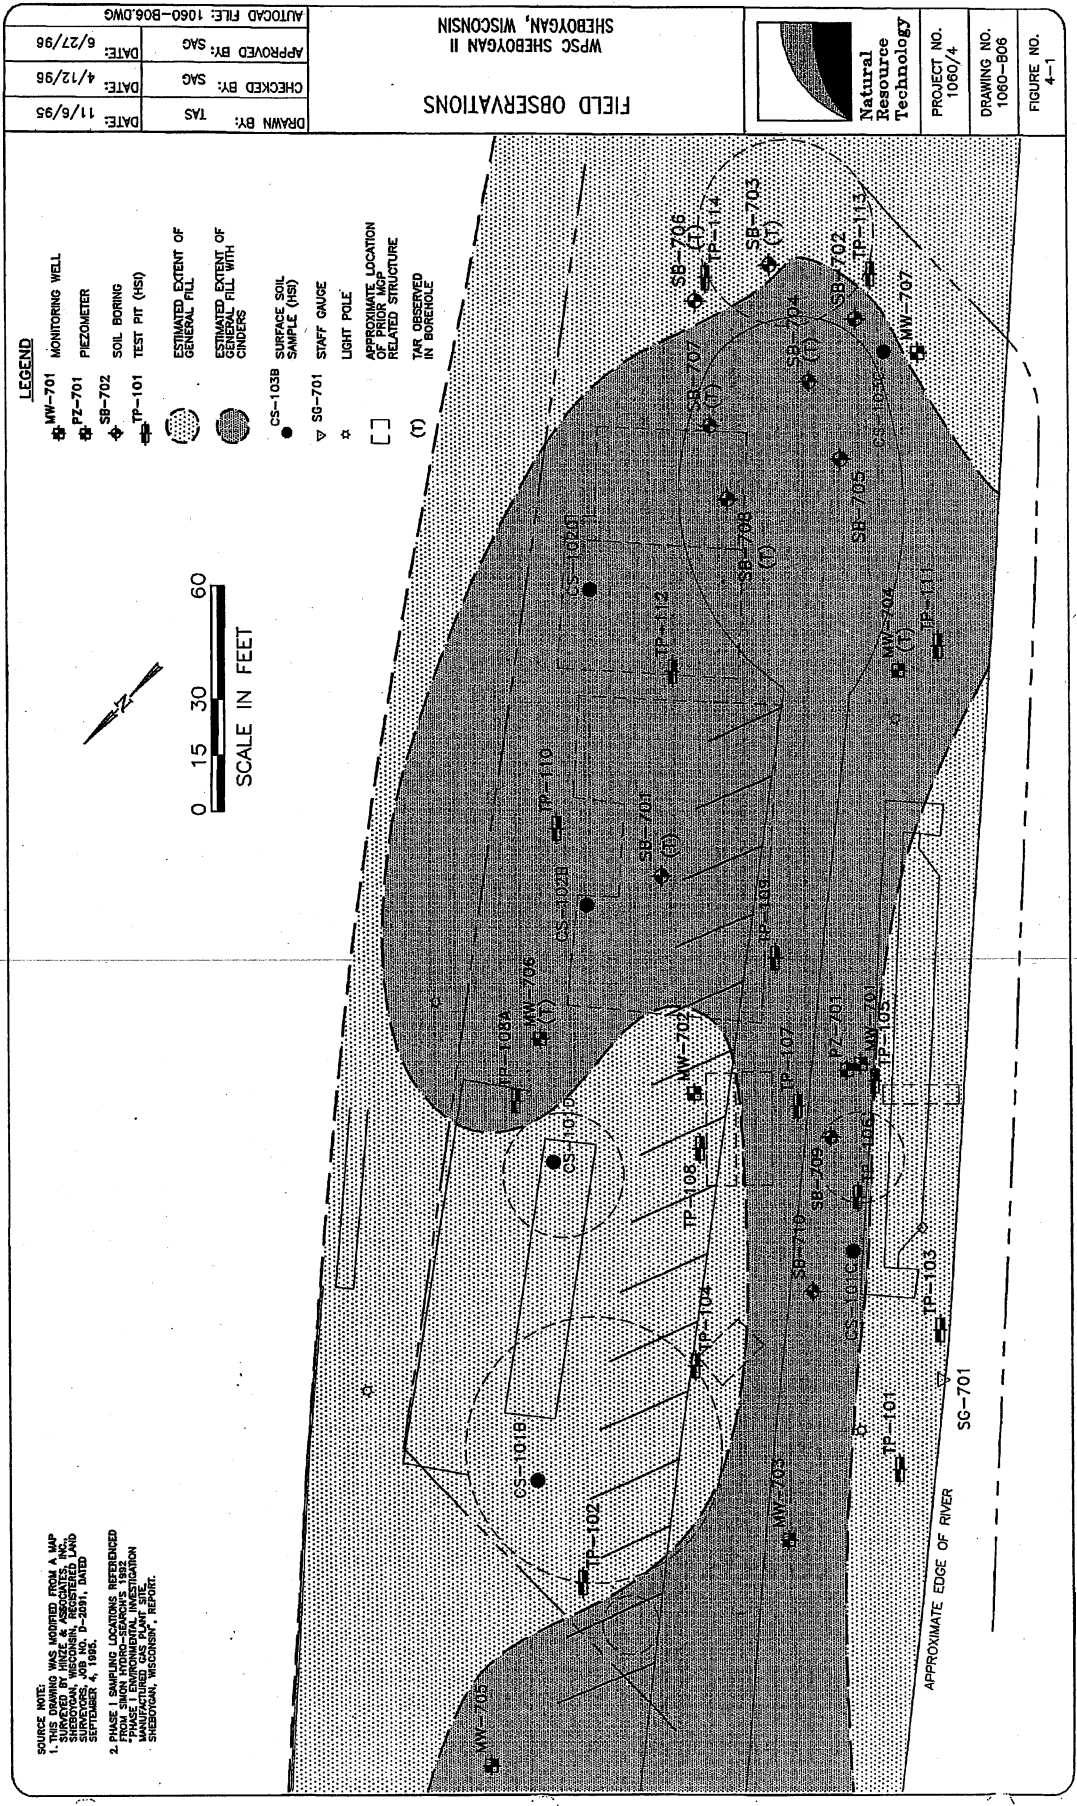 AUTOCAD FILE: 1060-B06.DWG
APPROVED BY: SAG
DATE: 6/27/96
CHECKED BY: SAG
DATE: 4/12/96
DRAWN BY: TAS
DATE: 11/6/95
FIELD OBSERVATIONS
WPSC SHEBOYGAN II
SHEBOYGAN, WISCONSIN
Natural
Resource
Technology
PROJECT NO.
1060/4
DRAWING NO.
1060-B06
FIGURE NO.
4-1
LEGEND
MW-701 MONITORING WELL
PZ-701 PIEZOMETER
SB-702 SOIL BORING
TP-101 TEST PIT (HSI)
ESTIMATED EXTENT OF
GENERAL FILL
ESTIMATED EXTENT OF
GENERAL FILL WITH
CINDERS
CS-103B SURFACE SOIL
SAMPLE (HSI)
SG-701 STAFF GAUGE
LIGHT POLE
APPROXIMATE LOCATION
OF PRIOR MGP
RELATED STRUCTURE
(T) TAR OBSERVED
IN BOREHOLE
N
0 15 30 60
SCALE IN FEET
SOURCE NOTE:
1. THIS DRAWING WAS MODIFIED FROM A MAP
SURVEYED BY HINZE & ASSOCIATES, INC.,
SHEBOYGAN, WISCONSIN, REGISTERED LAND
SURVEYORS, JOB NO. D-2091, DATED
SEPTEMBER 4, 1995.
2. PHASE I SAMPLING LOCATIONS REFERENCED
FROM SIMON HYDRO-SEARCH'S 1992
"PHASE I ENVIRONMENTAL INVESTIGATION
MANUFACTURED GAS PLANT SITE,
SHEBOYGAN, WISCONSIN", REPORT.
SB-706
(T)
TP-114
SB-703
(T)
SB-702
TP-113
MW-707
SB-704
(T)
SB-707
(T)
CS-103C
SB-705
SB-708
(T)
CS-102D
TP-112
MW-704
(T)
TP-111
TP-110
SB-701
(T)
CS-102B
TP-109
MW-706
(T)
TP-108A
MW-702
TP-107
PZ-701
MW-701
TP-105
CS-101D
TP-108
SB-709
TP-106
SB-710
CS-101C
TP-103
TP-104
SG-701
CS-101B
TP-101
TP-102
MW-703
MW-705
APPROXIMATE EDGE OF RIVER